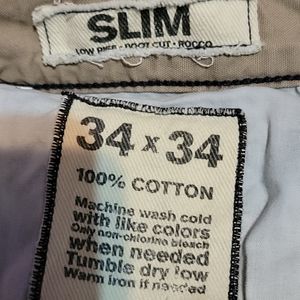 SLIM
LOW RISE - BOOT CUT - ROCCO
34 x 34
100% COTTON
Machine wash cold
with like colors
Only non-chlorine bleach
when needed
Tumble dry low
Warm iron if needed